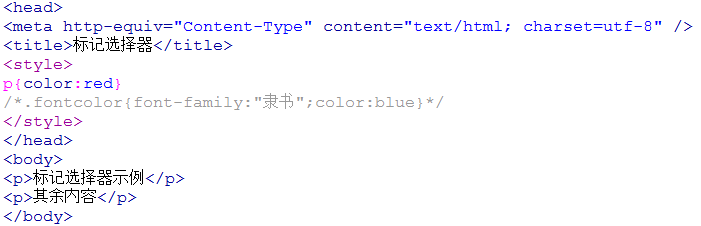 <head>
<meta http-equiv="Content-Type" content="text/html; charset=utf-8" />
<title>标记选择器</title>
<style>
p{color:red}
/*.fontcolor{font-family:"隶书";color:blue}*/
</style>
</head>
<body>
<p>标记选择器示例</p>
<p>其余内容</p>
</body>